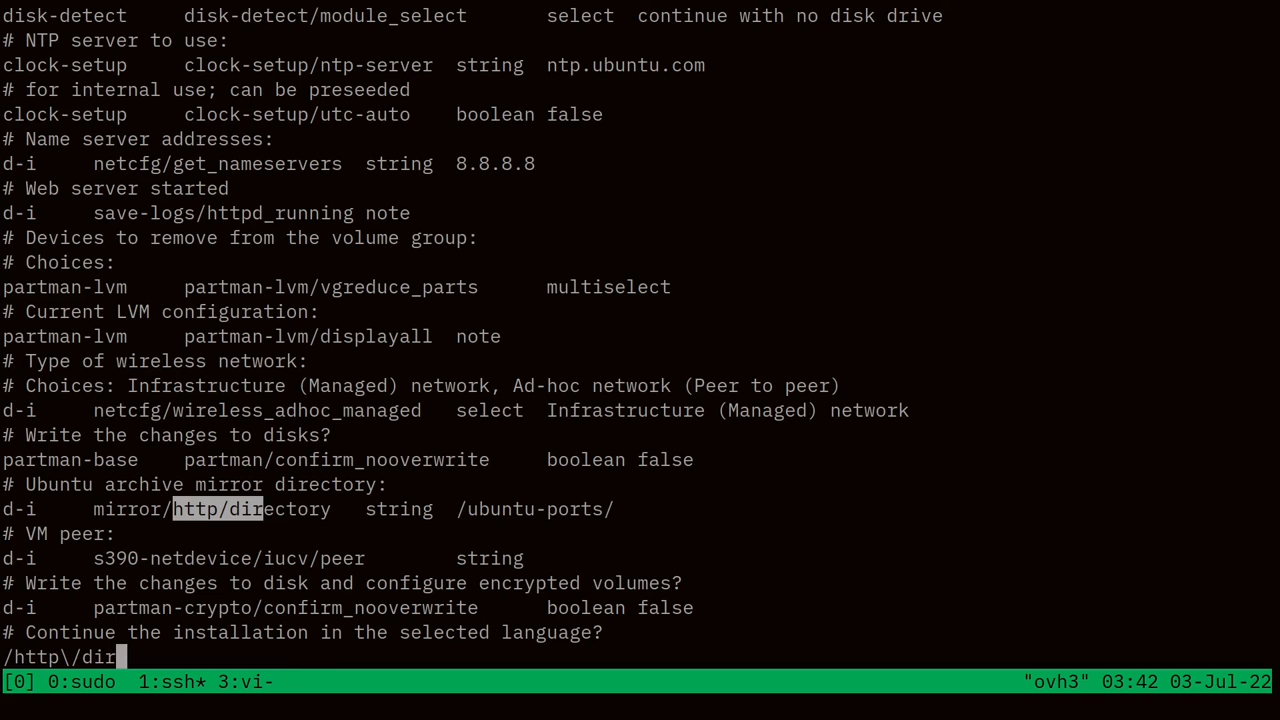 disk-detect     disk-detect/module_select       select  continue with no disk drive
# NTP server to use:
clock-setup     clock-setup/ntp-server  string  ntp.ubuntu.com
# for internal use; can be preseeded
clock-setup     clock-setup/utc-auto    boolean false
# Name server addresses:
d-i     netcfg/get_nameservers  string  8.8.8.8
# Web server started
d-i     save-logs/httpd_running note
# Devices to remove from the volume group:
# Choices:
partman-lvm     partman-lvm/vgreduce_parts      multiselect
# Current LVM configuration:
partman-lvm     partman-lvm/displayall  note
# Type of wireless network:
# Choices: Infrastructure (Managed) network, Ad-hoc network (Peer to peer)
d-i     netcfg/wireless_adhoc_managed   select  Infrastructure (Managed) network
# Write the changes to disks?
partman-base    partman/confirm_nooverwrite     boolean false
# Ubuntu archive mirror directory:
d-i     mirror/http/directory   string  /ubuntu-ports/
# VM peer:
d-i     s390-netdevice/iucv/peer        string
# Write the changes to disk and configure encrypted volumes?
d-i     partman-crypto/confirm_nooverwrite      boolean false
# Continue the installation in the selected language?
/http\/dir
[0] 0:sudo  1:ssh* 3:vi-    "ovh3" 03:42 03-Jul-22